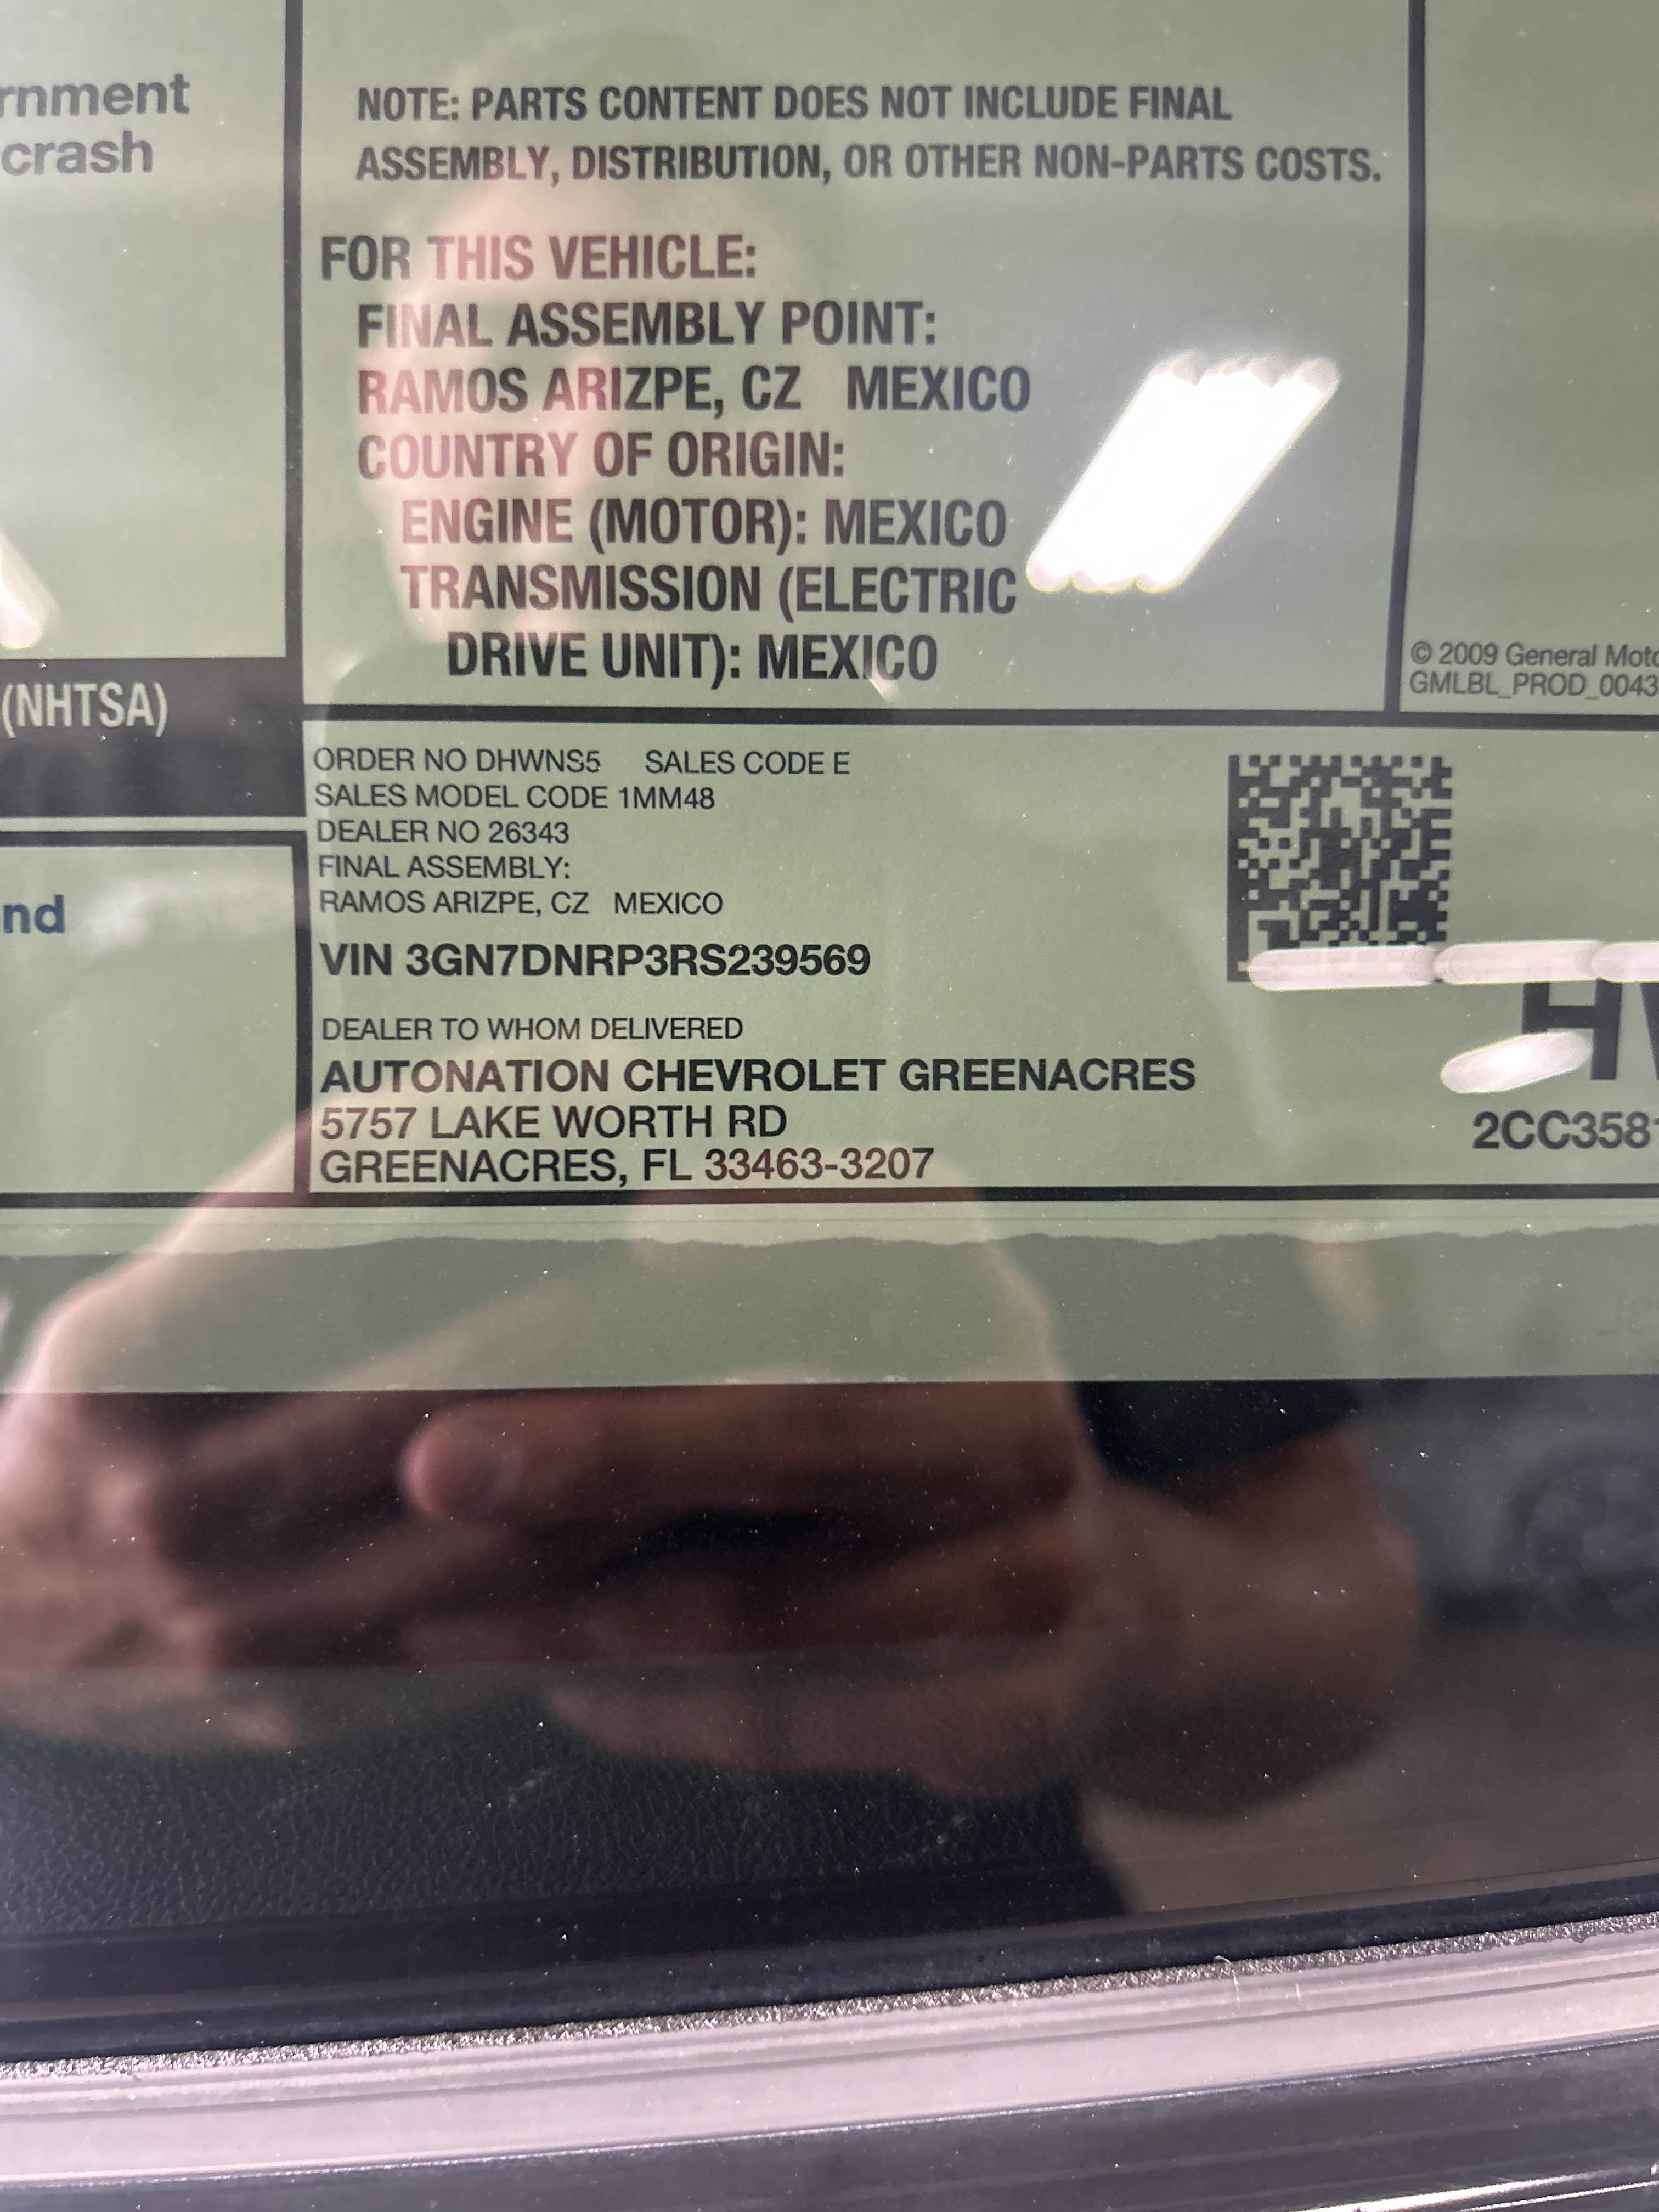 rnment
crash
(NHTSA)
nd
NOTE: PARTS CONTENT DOES NOT INCLUDE FINAL
ASSEMBLY, DISTRIBUTION, OR OTHER NON-PARTS COSTS.
FOR THIS VEHICLE:
FINAL ASSEMBLY POINT:
RAMOS ARIZPE, CZ MEXICO
COUNTRY OF ORIGIN:
ENGINE (MOTOR): MEXICO
TRANSMISSION (ELECTRIC
DRIVE UNIT): MEXICO
© 2009 General Moto
GMLBL_PROD_0043
ORDER NO DHWNS5 SALES CODE E
SALES MODEL CODE 1MM48
DEALER NO 26343
FINAL ASSEMBLY:
RAMOS ARIZPE, CZ MEXICO
VIN 3GN7DNRP3RS239569
DEALER TO WHOM DELIVERED
AUTONATION CHEVROLET GREENACRES
5757 LAKE WORTH RD
GREENACRES, FL 33463-3207
2CC358